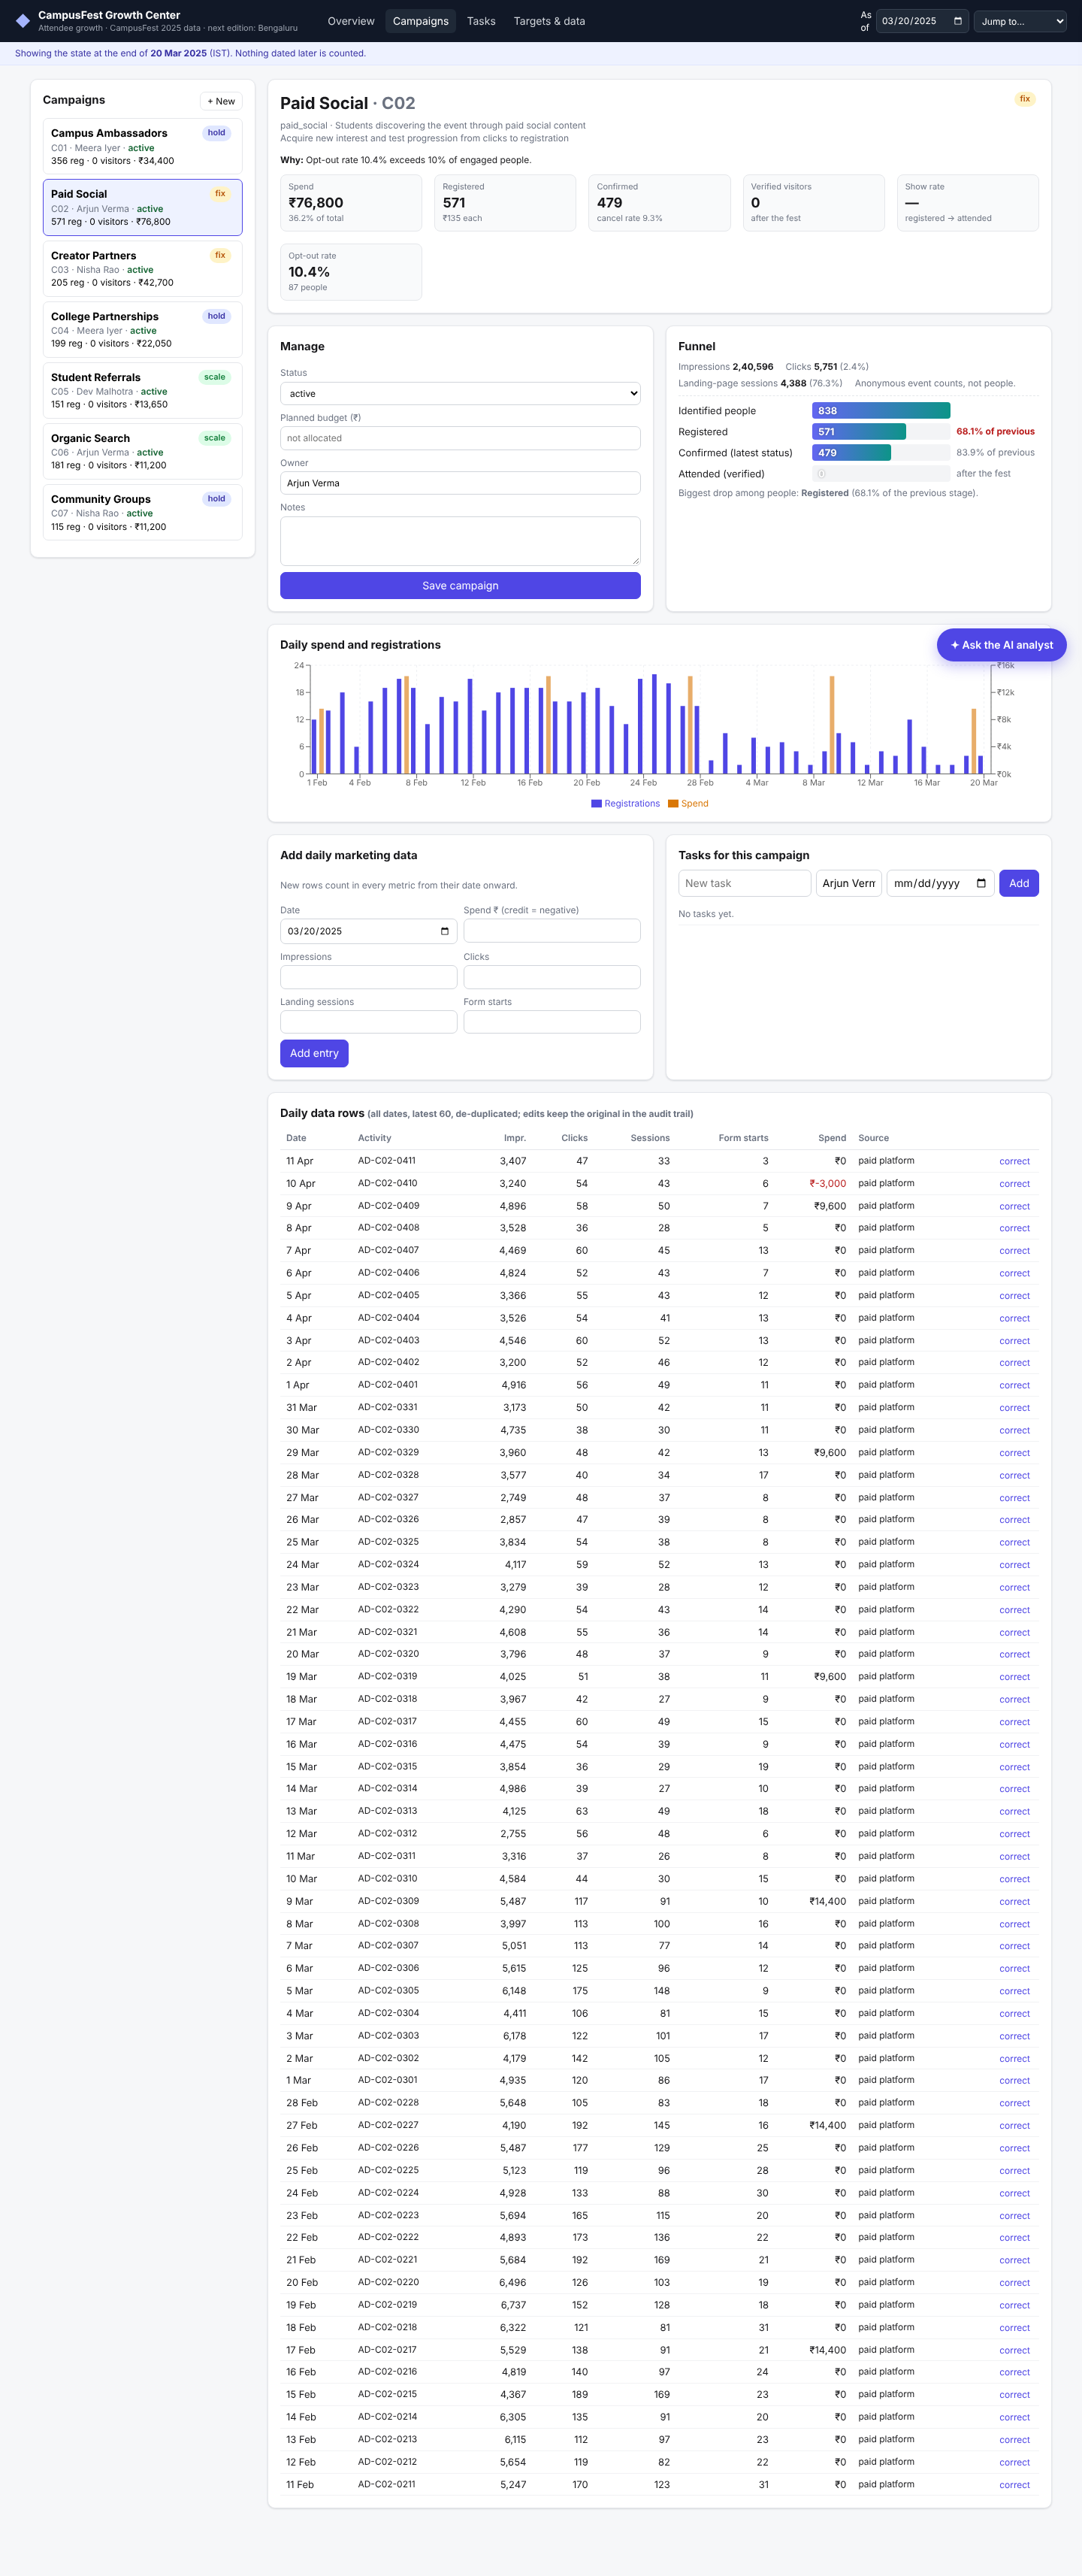 CampusFest Growth Center
Attendee growth · CampusFest 2025 data · next edition: Bengaluru
Overview
Campaigns
Tasks
Targets & data
As of
03/20/2025
Jump to...
Showing the state at the end of 20 Mar 2025 (IST). Nothing dated later is counted.
Campaigns
+ New
Campus Ambassadors
hold
C01 · Meera Iyer · active
356 reg · 0 visitors · ₹34,400
Paid Social
fix
C02 · Arjun Verma · active
571 reg · 0 visitors · ₹76,800
Creator Partners
fix
C03 · Nisha Rao · active
205 reg · 0 visitors · ₹42,700
College Partnerships
hold
C04 · Meera Iyer · active
199 reg · 0 visitors · ₹22,050
Student Referrals
scale
C05 · Dev Malhotra · active
151 reg · 0 visitors · ₹13,650
Organic Search
scale
C06 · Arjun Verma · active
181 reg · 0 visitors · ₹11,200
Community Groups
hold
C07 · Nisha Rao · active
115 reg · 0 visitors · ₹11,200
Paid Social · C02
fix
paid_social · Students discovering the event through paid social content
Acquire new interest and test progression from clicks to registration
Why: Opt-out rate 10.4% exceeds 10% of engaged people.
Spend
₹76,800
36.2% of total
Registered
571
₹135 each
Confirmed
479
cancel rate 9.3%
Verified visitors
0
after the fest
Show rate
—
registered → attended
Opt-out rate
10.4%
87 people
Manage
Status
active
Planned budget (₹)
not allocated
Owner
Arjun Verma
Notes
Save campaign
Funnel
Impressions 2,40,596 Clicks 5,751 (2.4%)
Landing-page sessions 4,388 (76.3%) Anonymous event counts, not people.
Identified people 838
Registered 571 68.1% of previous
Confirmed (latest status) 479 83.9% of previous
Attended (verified) 0 after the fest
Biggest drop among people: Registered (68.1% of the previous stage).
Daily spend and registrations
✦ Ask the AI analyst
24
18
12
6
0
₹16k
₹12k
₹8k
₹4k
₹0k
1 Feb 4 Feb 8 Feb 12 Feb 16 Feb 20 Feb 24 Feb 28 Feb 4 Mar 8 Mar 12 Mar 16 Mar 20 Mar
Registrations Spend
Add daily marketing data
New rows count in every metric from their date onward.
Date
03/20/2025
Spend ₹ (credit = negative)
Impressions
Clicks
Landing sessions
Form starts
Add entry
Tasks for this campaign
New task
Arjun Verm
mm/dd/yyyy
Add
No tasks yet.
Daily data rows (all dates, latest 60, de-duplicated; edits keep the original in the audit trail)
Date Activity Impr. Clicks Sessions Form starts Spend Source
11 Apr AD-C02-0411 3,407 47 33 3 ₹0 paid platform correct
10 Apr AD-C02-0410 3,240 54 43 6 ₹-3,000 paid platform correct
9 Apr AD-C02-0409 4,896 58 50 7 ₹9,600 paid platform correct
8 Apr AD-C02-0408 3,528 36 28 5 ₹0 paid platform correct
7 Apr AD-C02-0407 4,469 60 45 13 ₹0 paid platform correct
6 Apr AD-C02-0406 4,824 52 43 7 ₹0 paid platform correct
5 Apr AD-C02-0405 3,366 55 43 12 ₹0 paid platform correct
4 Apr AD-C02-0404 3,526 54 41 13 ₹0 paid platform correct
3 Apr AD-C02-0403 4,546 60 52 13 ₹0 paid platform correct
2 Apr AD-C02-0402 3,200 52 46 12 ₹0 paid platform correct
1 Apr AD-C02-0401 4,916 56 49 11 ₹0 paid platform correct
31 Mar AD-C02-0331 3,173 50 42 11 ₹0 paid platform correct
30 Mar AD-C02-0330 4,735 38 30 11 ₹0 paid platform correct
29 Mar AD-C02-0329 3,960 48 42 13 ₹9,600 paid platform correct
28 Mar AD-C02-0328 3,577 40 34 17 ₹0 paid platform correct
27 Mar AD-C02-0327 2,749 48 37 8 ₹0 paid platform correct
26 Mar AD-C02-0326 2,857 47 39 8 ₹0 paid platform correct
25 Mar AD-C02-0325 3,834 54 38 8 ₹0 paid platform correct
24 Mar AD-C02-0324 4,117 59 52 13 ₹0 paid platform correct
23 Mar AD-C02-0323 3,279 39 28 12 ₹0 paid platform correct
22 Mar AD-C02-0322 4,290 54 43 14 ₹0 paid platform correct
21 Mar AD-C02-0321 4,608 55 36 14 ₹0 paid platform correct
20 Mar AD-C02-0320 3,796 48 37 9 ₹0 paid platform correct
19 Mar AD-C02-0319 4,025 51 38 11 ₹9,600 paid platform correct
18 Mar AD-C02-0318 3,967 42 27 9 ₹0 paid platform correct
17 Mar AD-C02-0317 4,455 60 49 15 ₹0 paid platform correct
16 Mar AD-C02-0316 4,475 54 39 9 ₹0 paid platform correct
15 Mar AD-C02-0315 3,854 36 29 19 ₹0 paid platform correct
14 Mar AD-C02-0314 4,986 39 27 10 ₹0 paid platform correct
13 Mar AD-C02-0313 4,125 63 49 18 ₹0 paid platform correct
12 Mar AD-C02-0312 2,755 56 48 6 ₹0 paid platform correct
11 Mar AD-C02-0311 3,316 37 26 8 ₹0 paid platform correct
10 Mar AD-C02-0310 4,584 44 30 15 ₹0 paid platform correct
9 Mar AD-C02-0309 5,487 117 91 10 ₹14,400 paid platform correct
8 Mar AD-C02-0308 3,997 113 100 16 ₹0 paid platform correct
7 Mar AD-C02-0307 5,051 113 77 14 ₹0 paid platform correct
6 Mar AD-C02-0306 5,615 125 96 12 ₹0 paid platform correct
5 Mar AD-C02-0305 6,148 175 148 9 ₹0 paid platform correct
4 Mar AD-C02-0304 4,411 106 81 15 ₹0 paid platform correct
3 Mar AD-C02-0303 6,178 122 101 17 ₹0 paid platform correct
2 Mar AD-C02-0302 4,179 142 105 12 ₹0 paid platform correct
1 Mar AD-C02-0301 4,935 120 86 17 ₹0 paid platform correct
28 Feb AD-C02-0228 5,648 105 83 18 ₹0 paid platform correct
27 Feb AD-C02-0227 4,190 192 145 16 ₹14,400 paid platform correct
26 Feb AD-C02-0226 5,487 177 129 25 ₹0 paid platform correct
25 Feb AD-C02-0225 5,123 119 96 28 ₹0 paid platform correct
24 Feb AD-C02-0224 4,928 133 88 30 ₹0 paid platform correct
23 Feb AD-C02-0223 5,694 165 115 20 ₹0 paid platform correct
22 Feb AD-C02-0222 4,893 173 136 22 ₹0 paid platform correct
21 Feb AD-C02-0221 5,684 192 169 21 ₹0 paid platform correct
20 Feb AD-C02-0220 6,496 126 103 19 ₹0 paid platform correct
19 Feb AD-C02-0219 6,737 152 128 18 ₹0 paid platform correct
18 Feb AD-C02-0218 6,322 121 81 31 ₹0 paid platform correct
17 Feb AD-C02-0217 5,529 138 91 21 ₹14,400 paid platform correct
16 Feb AD-C02-0216 4,819 140 97 24 ₹0 paid platform correct
15 Feb AD-C02-0215 4,367 189 169 23 ₹0 paid platform correct
14 Feb AD-C02-0214 6,305 135 91 20 ₹0 paid platform correct
13 Feb AD-C02-0213 6,115 112 97 23 ₹0 paid platform correct
12 Feb AD-C02-0212 5,654 119 82 22 ₹0 paid platform correct
11 Feb AD-C02-0211 5,247 170 123 31 ₹0 paid platform correct